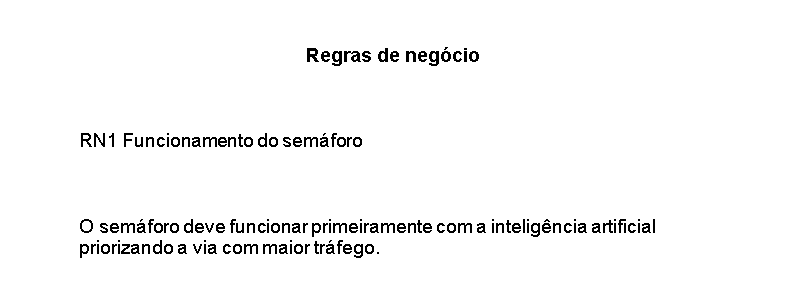 Regras de negócio
RN1 Funcionamento do semáforo
O semáforo deve funcionar primeiramente com a inteligência artificial
priorizando a via com maior tráfego.